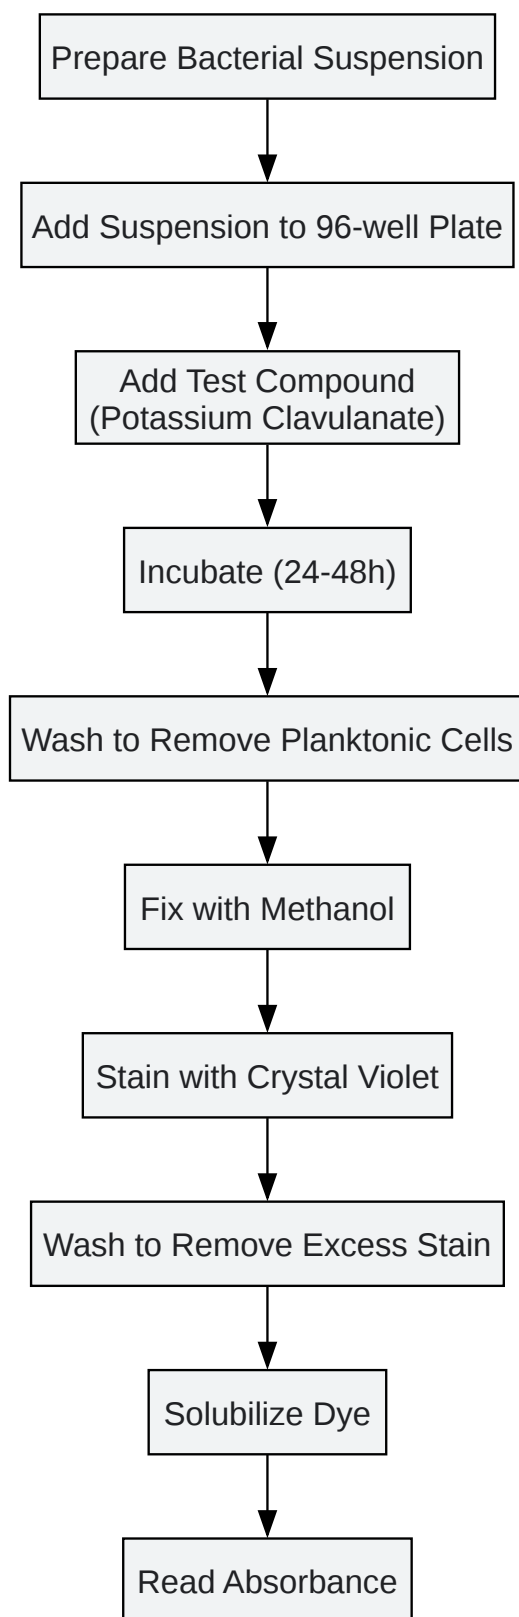 Prepare Bacterial Suspension
Add Suspension to 96-well Plate
Add Test Compound
(Potassium Clavulanate)
Incubate (24-48h)
Wash to Remove Planktonic Cells
Fix with Methanol
Stain with Crystal Violet
Wash to Remove Excess Stain
Solubilize Dye
Read Absorbance